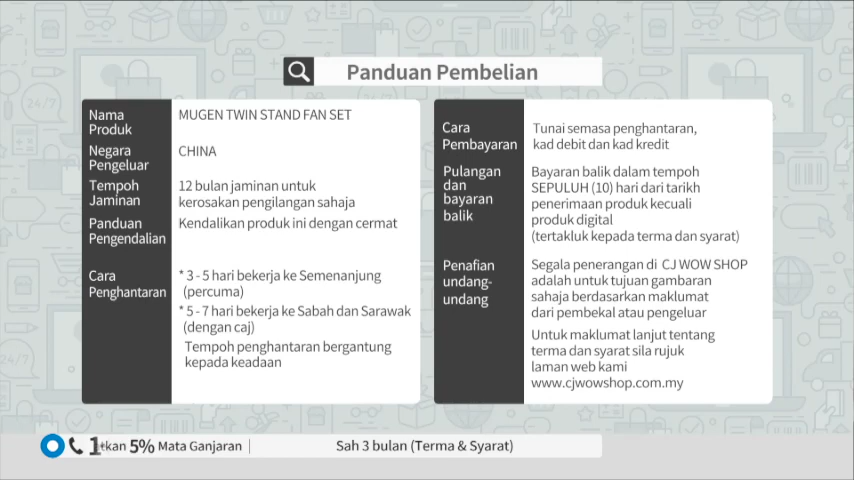 Panduan Pembelian
Nama
Produk
MUGEN TWIN STAND FAN SET
Negara
Pengeluar
CHINA
Tempoh
Jaminan
12 bulan jaminan untuk
kerosakan pengilangan sahaja
Panduan
Pengendalian
Kendalikan produk ini dengan cermat
Cara
Penghantaran
* 3 - 5 hari bekerja ke Semenanjung
(percuma)
* 5 - 7 hari bekerja ke Sabah dan Sarawak
(dengan caj)
Tempoh penghantaran bergantung
kepada keadaan
Cara
Pembayaran
Tunai semasa penghantaran,
kad debit dan kad kredit
Pulangan
dan
bayaran
balik
Bayaran balik dalam tempoh
SEPULUH (10) hari dari tarikh
penerimaan produk kecuali
produk digital
(tertakluk kepada terma dan syarat)
Penafian
undang-
undang
Segala penerangan di CJ WOW SHOP
adalah untuk tujuan gambaran
sahaja berdasarkan maklumat
dari pembekal atau pengeluar
Untuk maklumat lanjut tentang
terma dan syarat sila rujuk
laman web kami
www.cjwowshop.com.my
24/7
24/7
5% Mata Ganjaran | Sah 3 bulan (Terma & Syarat)